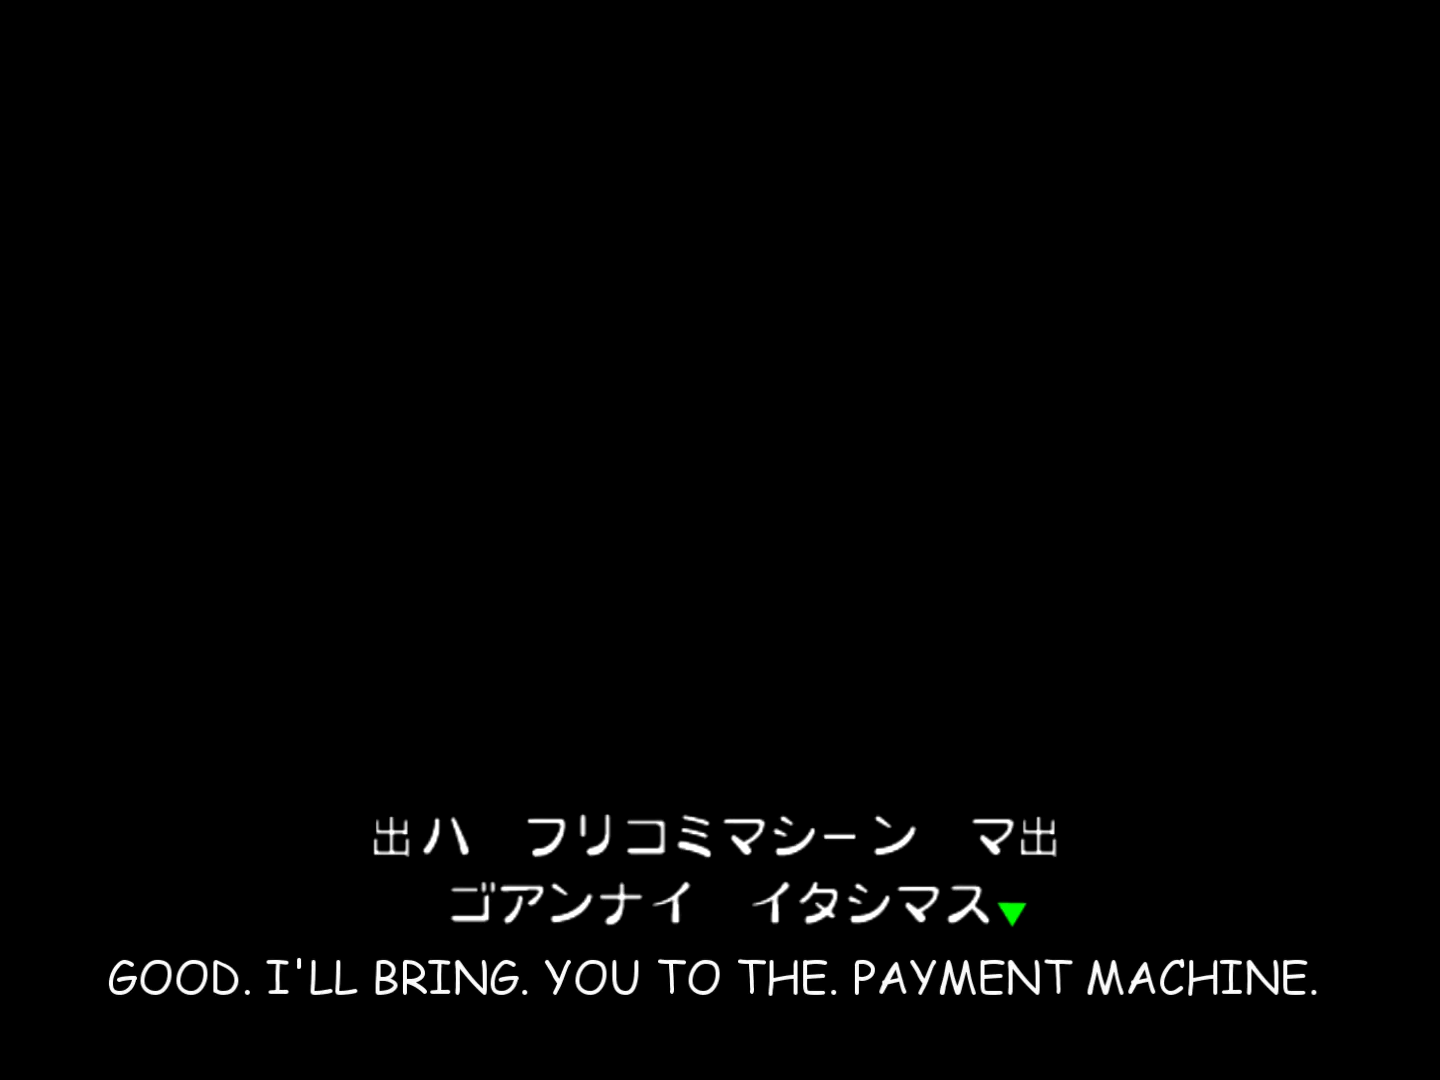 出ハ　フリコミマシーン　マ出
ゴアンナイ　イタシマス
GOOD. I'LL BRING. YOU TO THE. PAYMENT MACHINE.